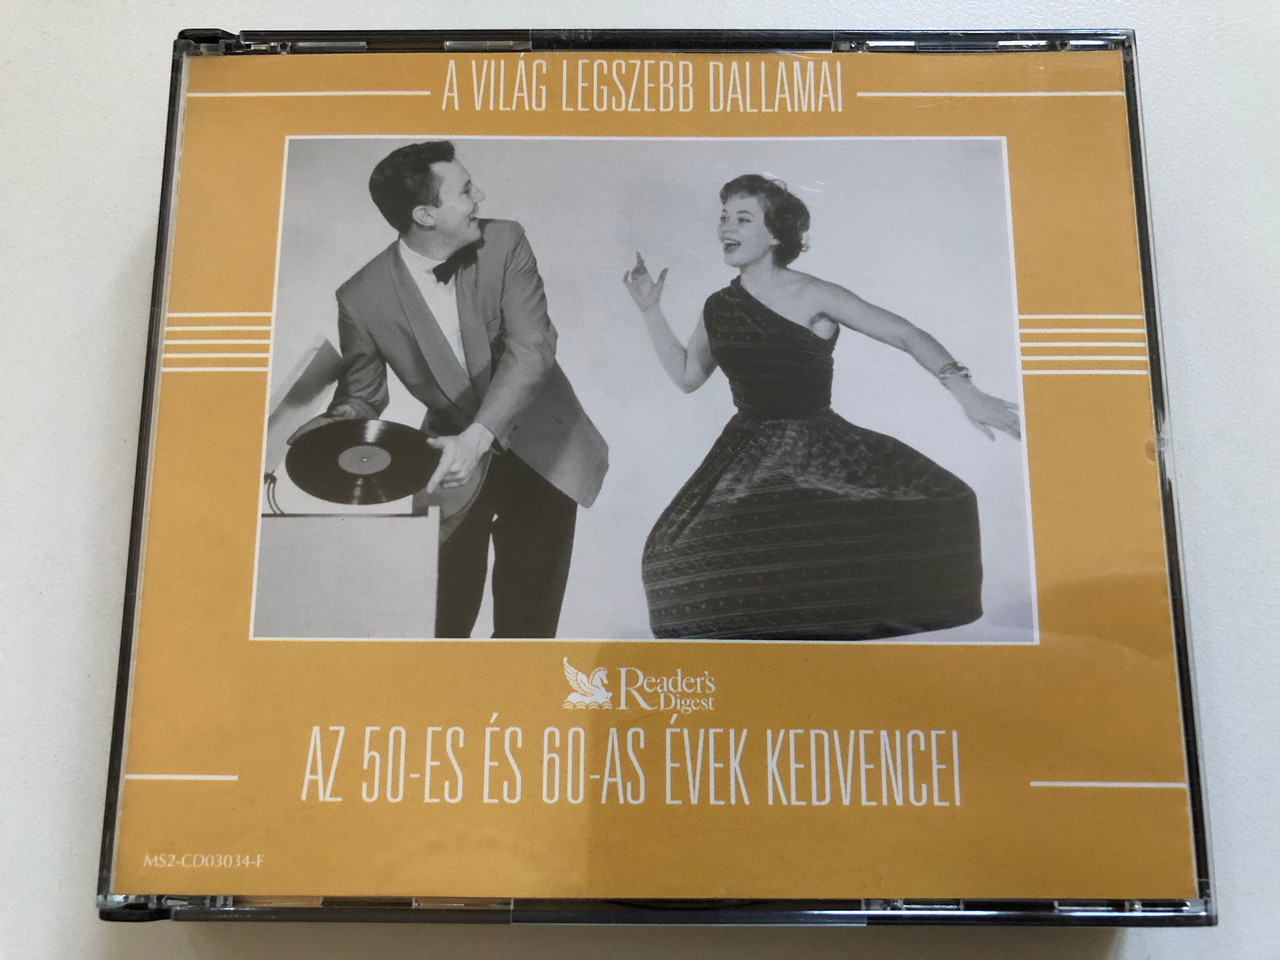 A VILÁG LEGSZEBB DALLAMAI
Reader's
Digest
AZ 50-ES ÉS 60-AS ÉVEK KEDVENCEI
MS2-CD03034-F